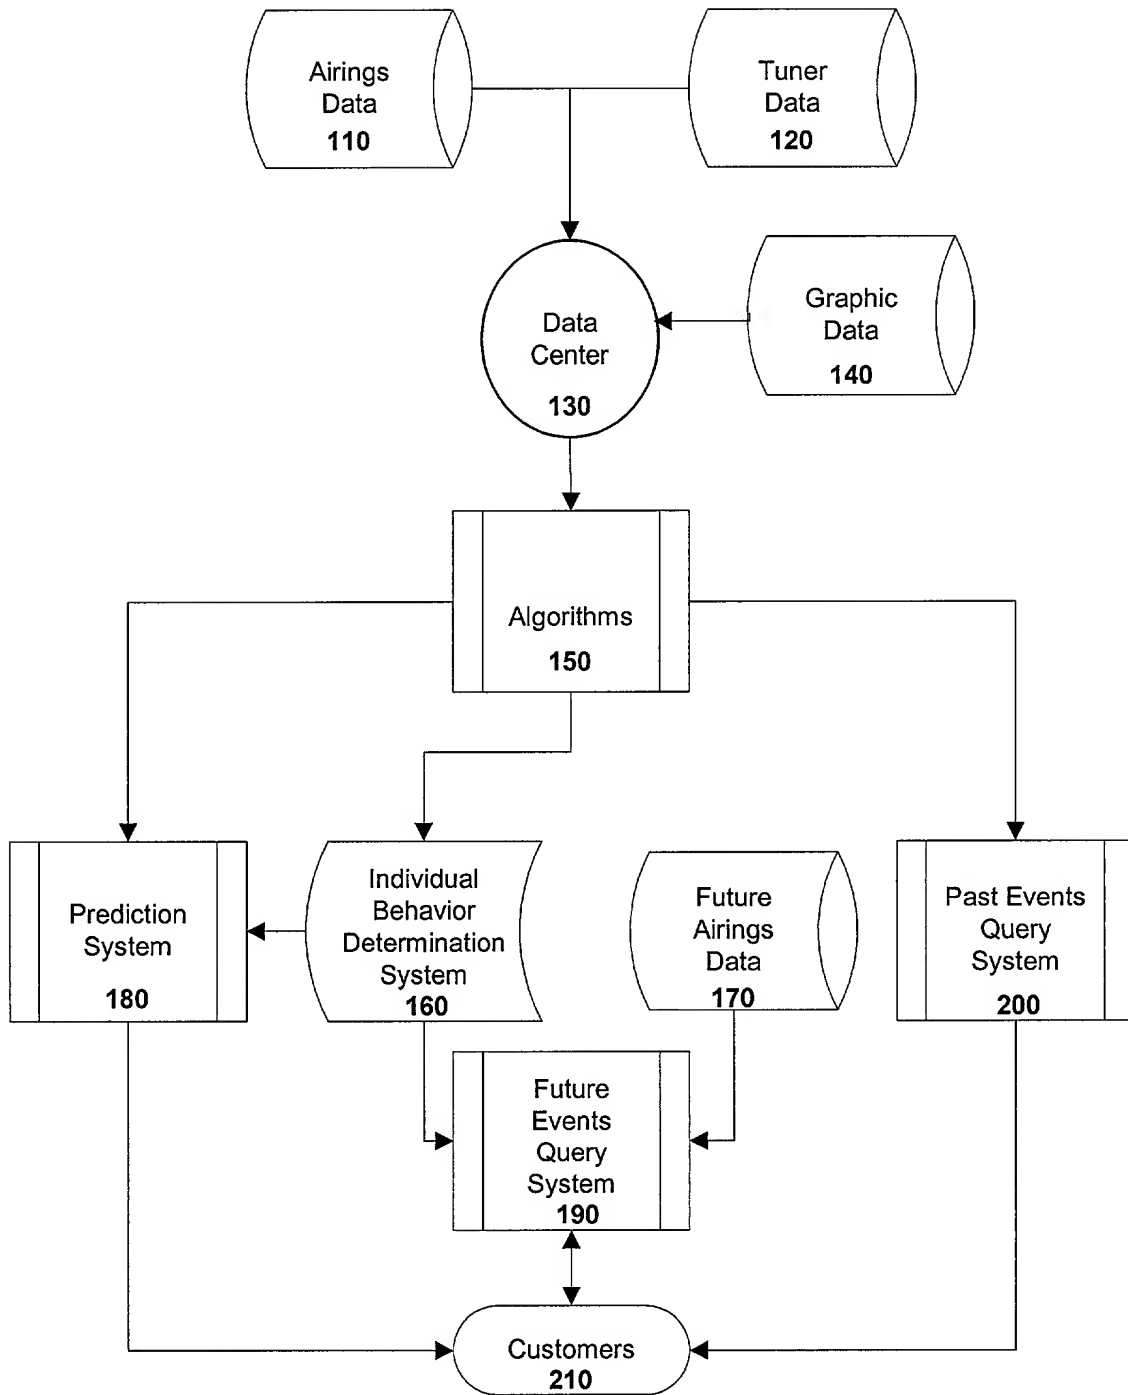 Airings
Data
110
Tuner
Data
120
Data
Center
130
Graphic
Data
140
Algorithms
150
Prediction
System
180
Individual
Behavior
Determination
System
160
Future
Airings
Data
170
Past Events
Query
System
200
Future
Events
Query
System
190
Customers
210